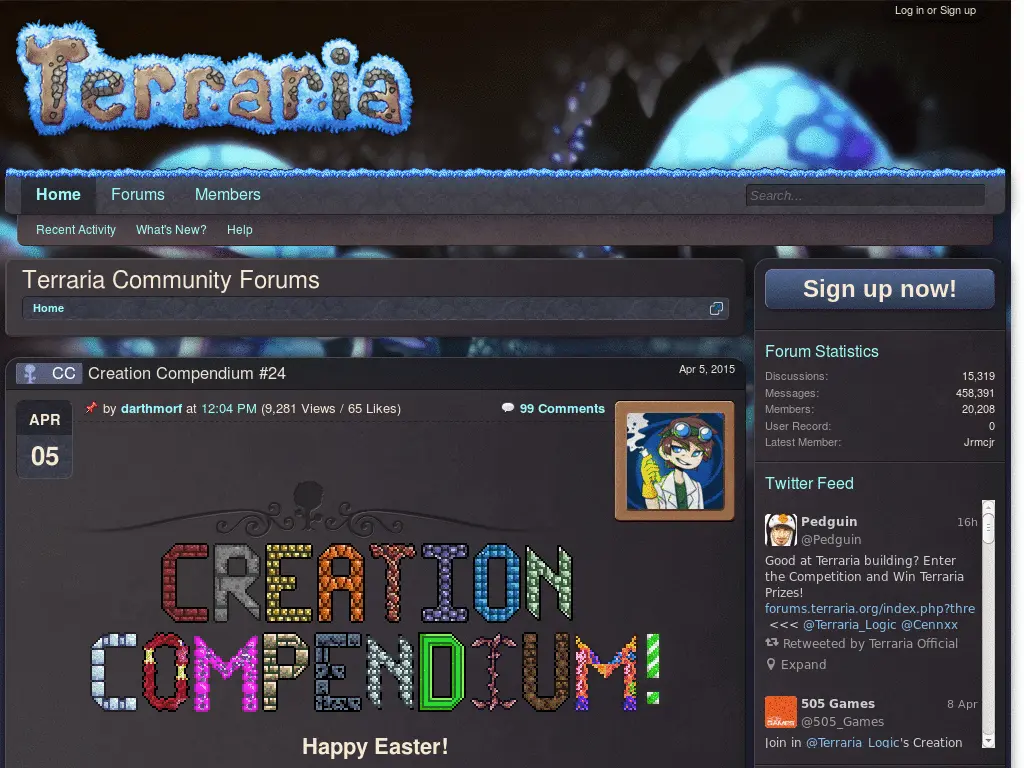 Log in or Sign up
Terraria
Home Forums Members
Search...
Recent Activity What's New? Help
Terraria Community Forums
Home
CC Creation Compendium #24
Apr 5, 2015
APR
05
by darthmorf at 12:04 PM (9,281 Views / 65 Likes)
99 Comments
CREATION
COMPENDIUM!
Happy Easter!
Sign up now!
Forum Statistics
Discussions: 15,319
Messages: 458,391
Members: 20,208
User Record: 0
Latest Member: Jrmcjr
Twitter Feed
Pedguin 16h
@Pedguin
Good at Terraria building? Enter
the Competition and Win Terraria
Prizes!
forums.terraria.org/index.php?thre
<<< @Terraria_Logic @Cennxx
Retweeted by Terraria Official
Expand
505 GAMES
505 Games 8 Apr
@505_Games
Join in @Terraria_Logic's Creation